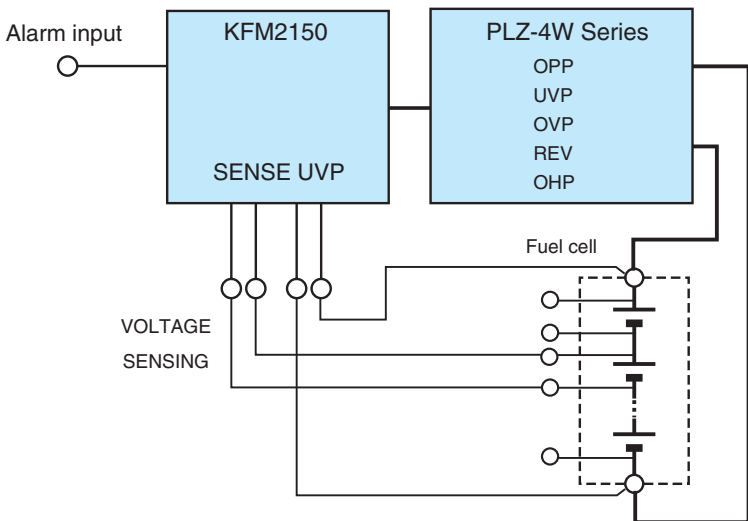 Alarm input
KFM2150
SENSE UVP
PLZ-4W Series
OPP
UVP
OVP
REV
OHP
Fuel cell
VOLTAGE
SENSING